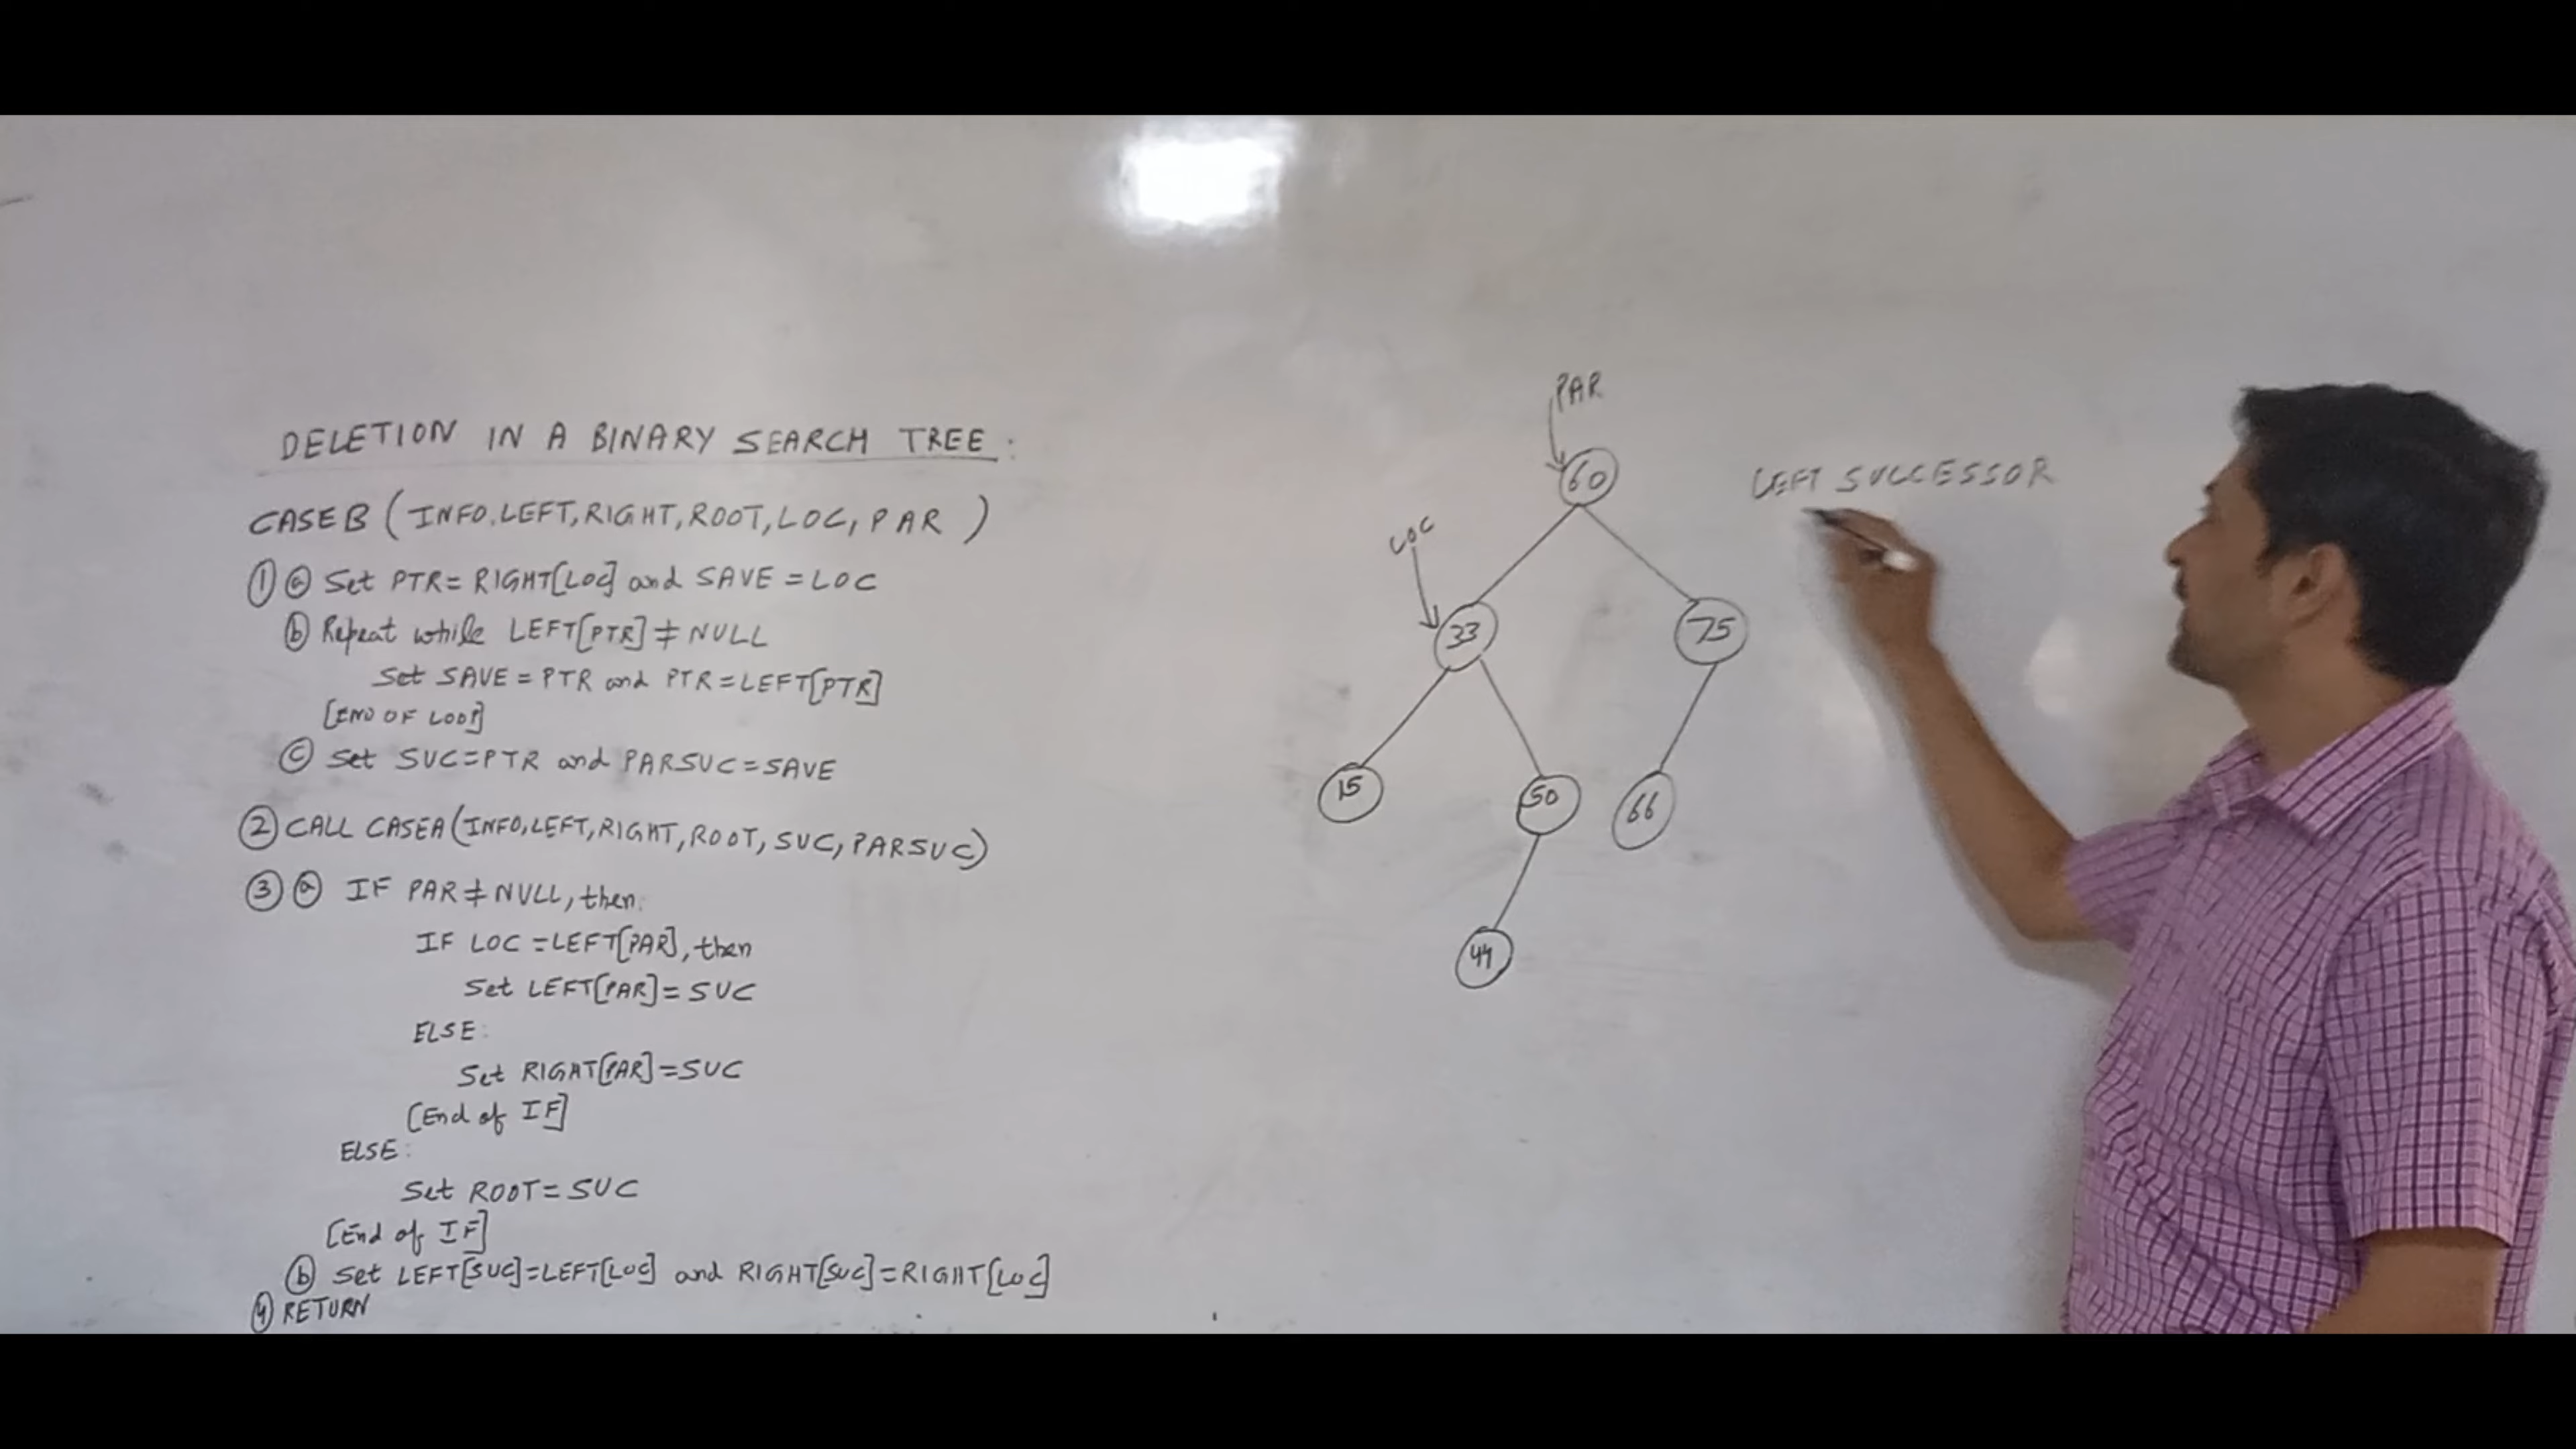 DELETION IN A BINARY SEARCH TREE:
CASEB (INFO,LEFT,RIGHT,ROOT,LOC,PAR)
① ⓐ Set PTR=RIGHT[LOC] and SAVE=LOC
ⓑ Repeat while LEFT[PTR]≠NULL
Set SAVE=PTR and PTR=LEFT[PTR]
[END OF LOOP]
ⓒ Set SUC=PTR and PARSUC=SAVE
② CALL CASEA(INFO,LEFT,RIGHT,ROOT,SUC,PARSUC)
③ ⓐ IF PAR≠NULL, then:
IF LOC=LEFT[PAR], then
Set LEFT[PAR]=SUC
ELSE:
Set RIGHT[PAR]=SUC
[End of IF]
ELSE:
Set ROOT=SUC
[End of IF]
ⓑ Set LEFT[SUC]=LEFT[LOC] and RIGHT[SUC]=RIGHT[LOC]
④ RETURN
PAR
60
LOC
33
75
15
50
66
44
LEFT SUCCESSOR